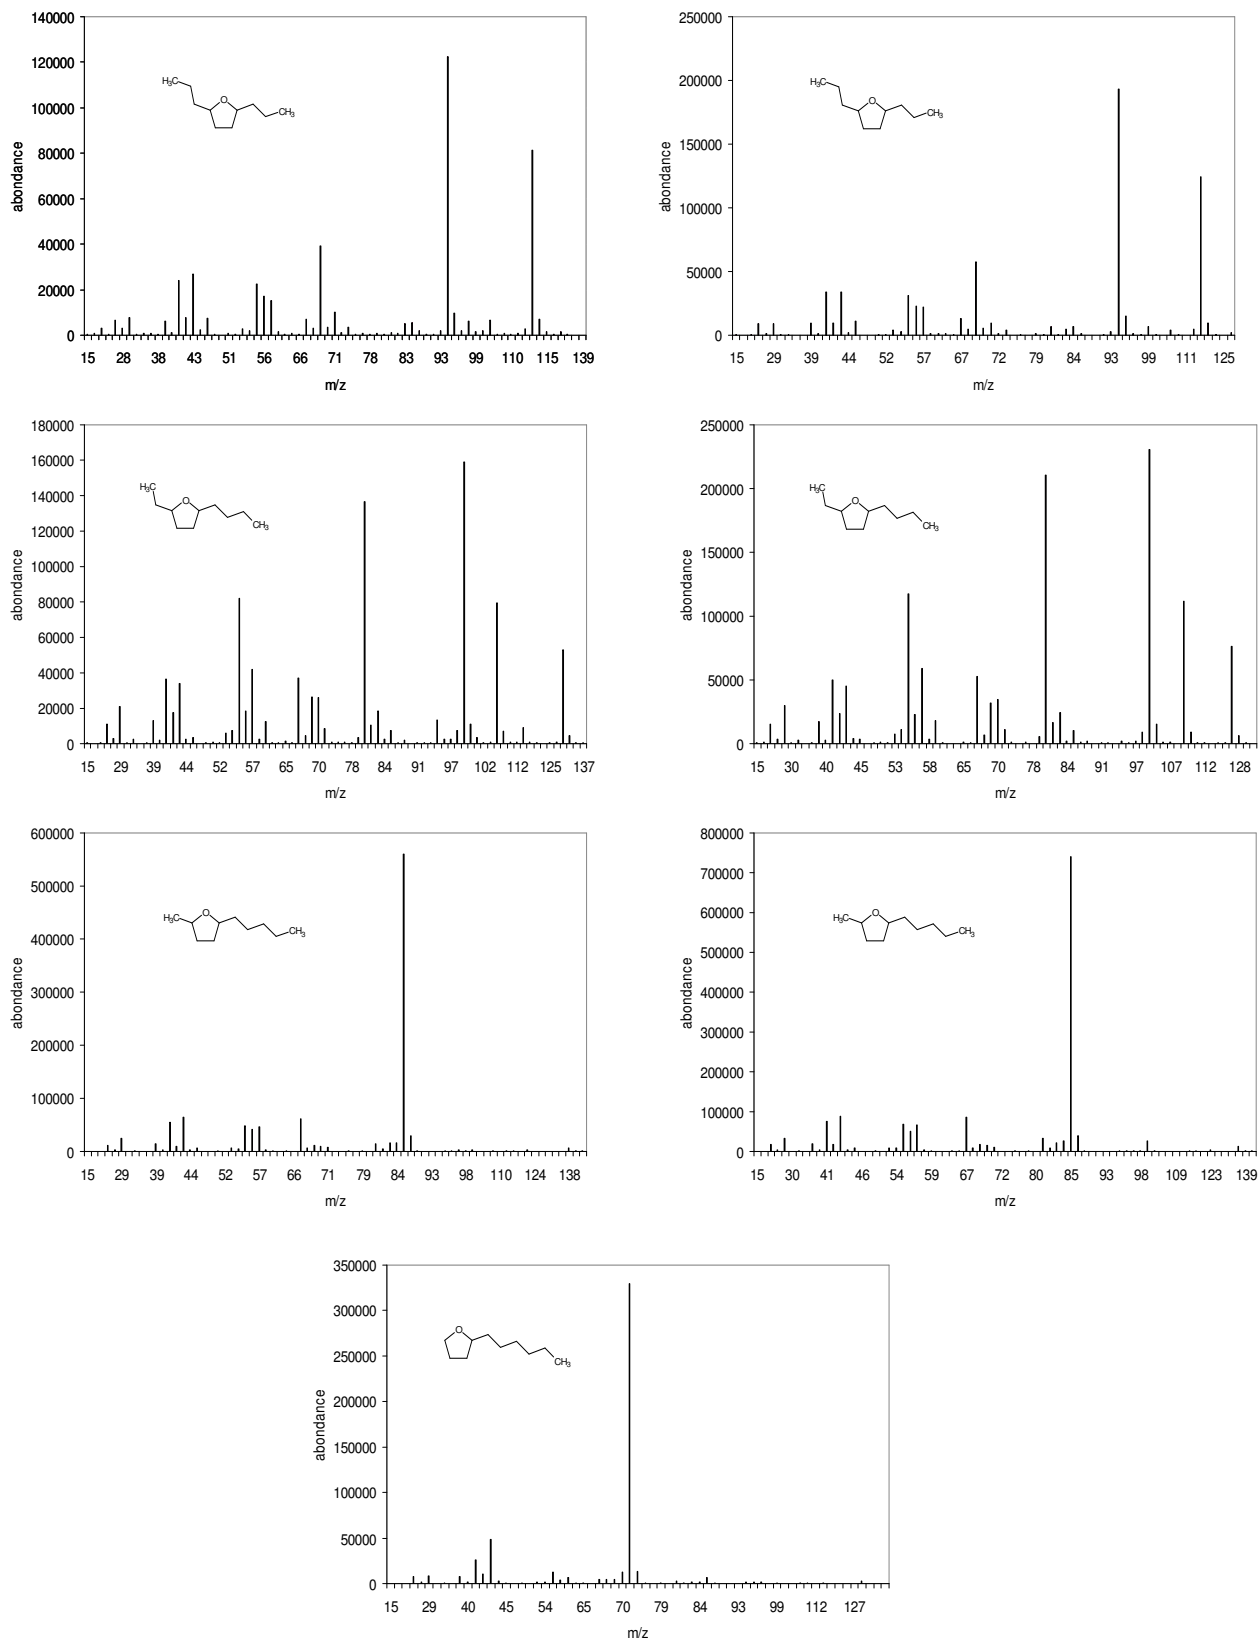 140000
120000
100000
80000
60000
40000
20000
0
abondance
H₃C
O
CH₃
15 28 38 43 51 56 66 71 78 83 93 99 110 115 139
m/z
250000
200000
150000
100000
50000
0
abondance
H₃C
O
CH₃
15 29 39 44 52 57 67 72 79 84 93 99 111 125
m/z
180000
160000
140000
120000
100000
80000
60000
40000
20000
0
abondance
H₃C
O
CH₃
15 29 39 44 52 57 65 70 78 83 91 97 102 112 125 137
m/z
250000
200000
150000
100000
50000
0
abondance
H₃C
O
CH₃
15 30 40 45 53 58 65 70 78 84 91 97 107 112 128
m/z
600000
500000
400000
300000
200000
100000
0
abondance
H₃C
O
CH₃
15 29 39 44 52 57 67 71 79 84 93 98 110 124 138
m/z
800000
700000
600000
500000
400000
300000
200000
100000
0
abondance
H₃C
O
CH₃
15 30 41 46 54 59 67 72 80 85 93 98 109 123 139
m/z
350000
300000
250000
200000
150000
100000
50000
0
abondance
O
CH₃
15 29 40 45 54 65 70 79 84 93 99 112 127
m/z